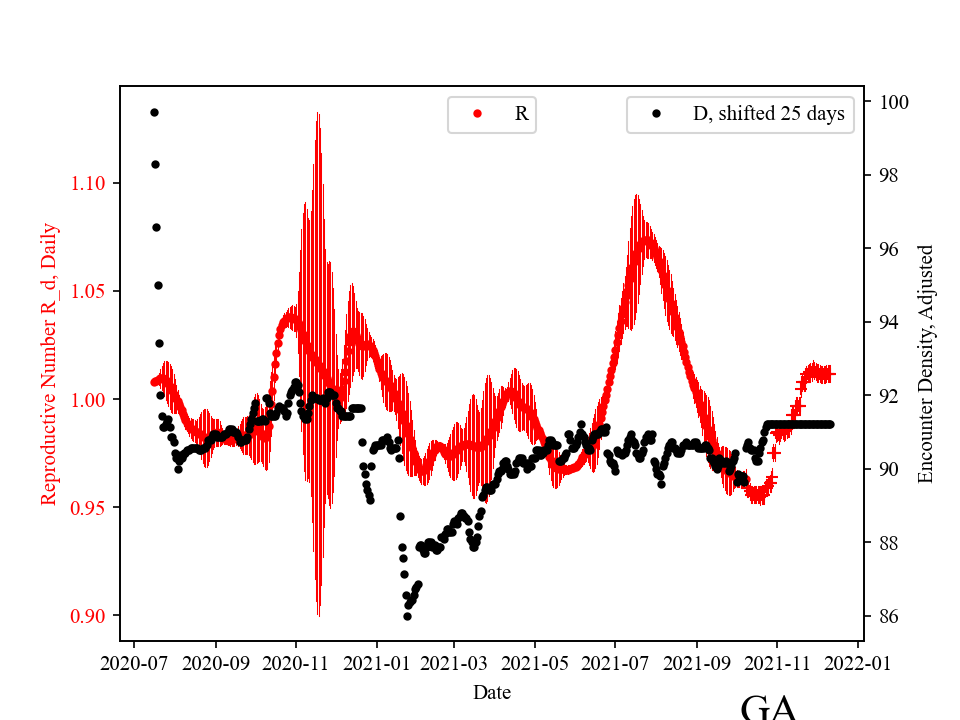 R
D, shifted 25 days
Reproductive Number R_d, Daily
1.10
1.05
1.00
0.95
0.90
100
98
96
94
92
90
88
86
Encounter Density, Adjusted
2020-07 2020-09 2020-11 2021-01 2021-03 2021-05 2021-07 2021-09 2021-11 2022-01
Date
GA